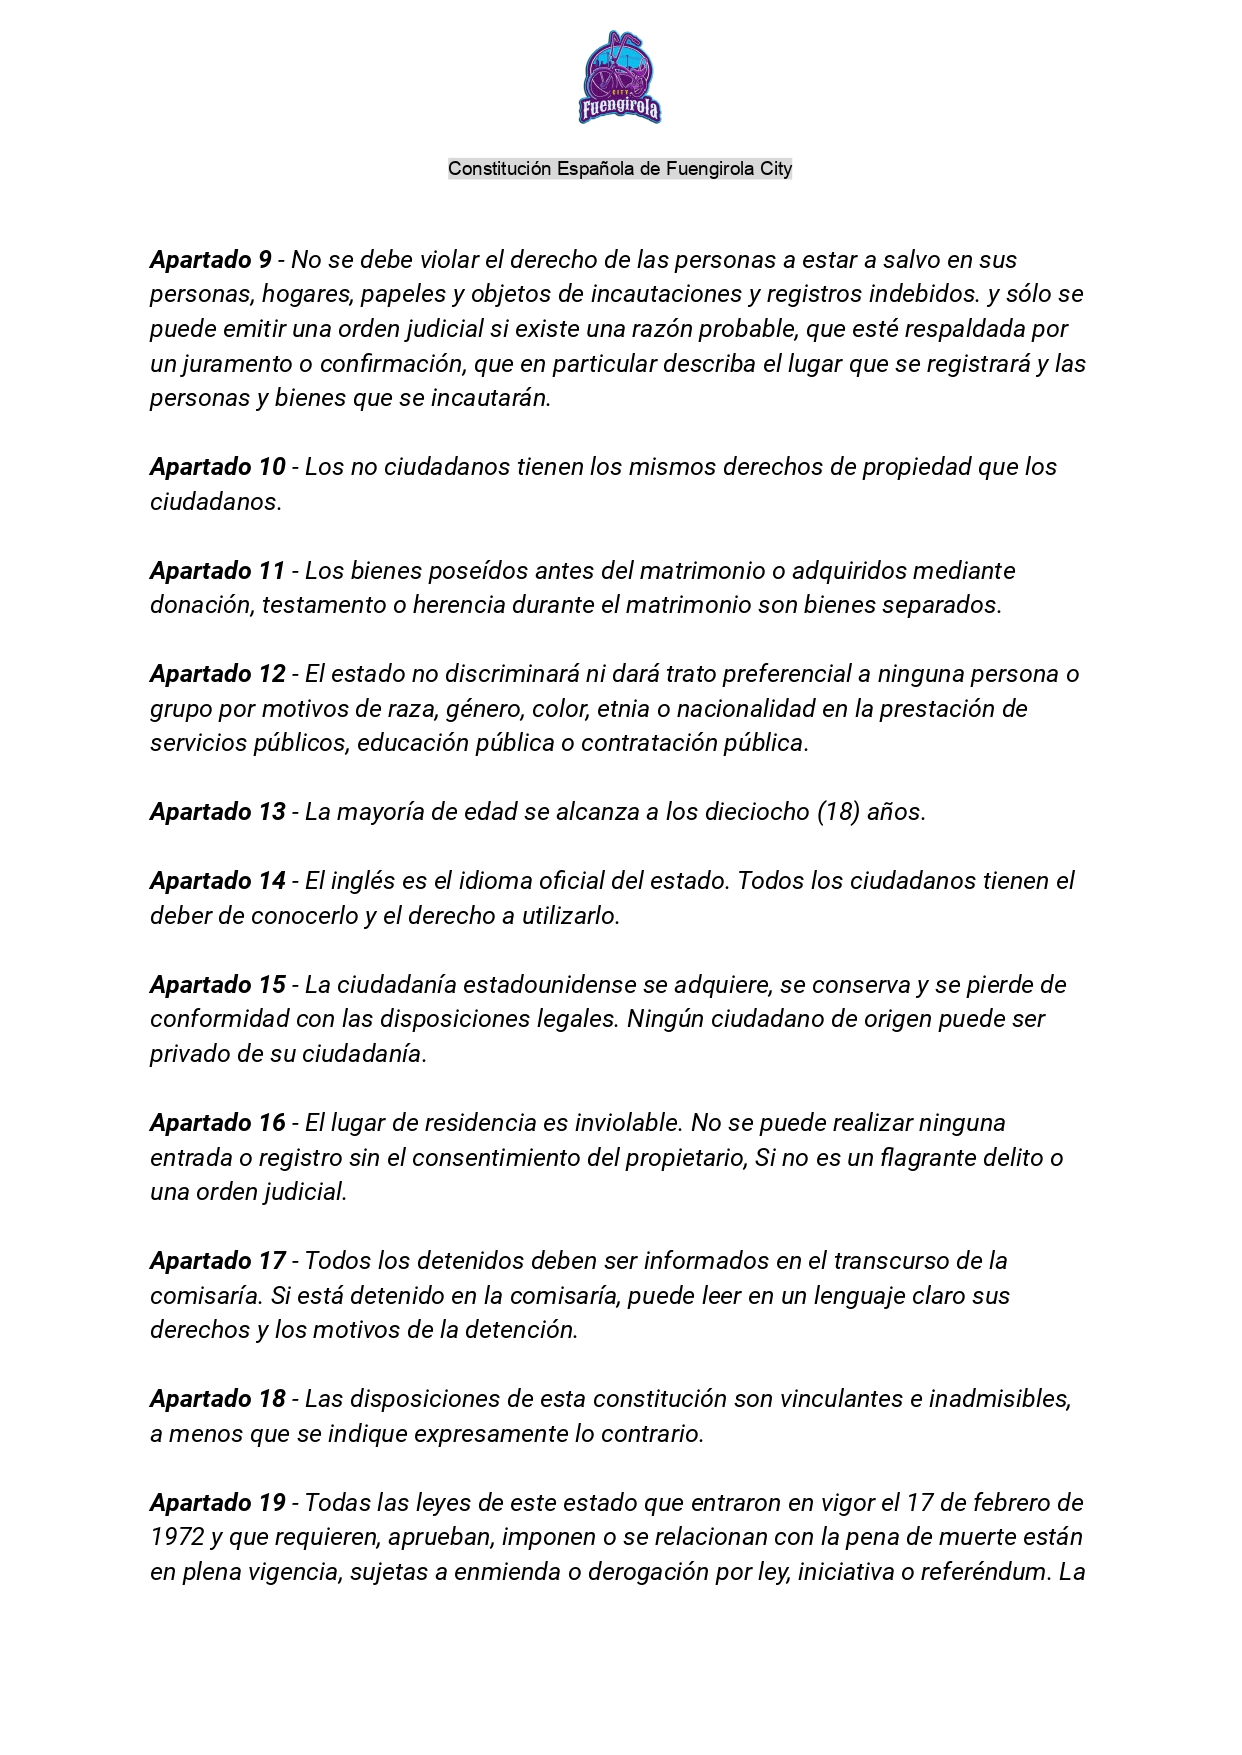 CITY
Fuengirola
Constitución Española de Fuengirola City
Apartado 9 - No se debe violar el derecho de las personas a estar a salvo en sus
personas, hogares, papeles y objetos de incautaciones y registros indebidos. y sólo se
puede emitir una orden judicial si existe una razón probable, que esté respaldada por
un juramento o confirmación, que en particular describa el lugar que se registrará y las
personas y bienes que se incautarán.
Apartado 10 - Los no ciudadanos tienen los mismos derechos de propiedad que los
ciudadanos.
Apartado 11 - Los bienes poseídos antes del matrimonio o adquiridos mediante
donación, testamento o herencia durante el matrimonio son bienes separados.
Apartado 12 - El estado no discriminará ni dará trato preferencial a ninguna persona o
grupo por motivos de raza, género, color, etnia o nacionalidad en la prestación de
servicios públicos, educación pública o contratación pública.
Apartado 13 - La mayoría de edad se alcanza a los dieciocho (18) años.
Apartado 14 - El inglés es el idioma oficial del estado. Todos los ciudadanos tienen el
deber de conocerlo y el derecho a utilizarlo.
Apartado 15 - La ciudadanía estadounidense se adquiere, se conserva y se pierde de
conformidad con las disposiciones legales. Ningún ciudadano de origen puede ser
privado de su ciudadanía.
Apartado 16 - El lugar de residencia es inviolable. No se puede realizar ninguna
entrada o registro sin el consentimiento del propietario, Si no es un flagrante delito o
una orden judicial.
Apartado 17 - Todos los detenidos deben ser informados en el transcurso de la
comisaría. Si está detenido en la comisaría, puede leer en un lenguaje claro sus
derechos y los motivos de la detención.
Apartado 18 - Las disposiciones de esta constitución son vinculantes e inadmisibles,
a menos que se indique expresamente lo contrario.
Apartado 19 - Todas las leyes de este estado que entraron en vigor el 17 de febrero de
1972 y que requieren, aprueban, imponen o se relacionan con la pena de muerte están
en plena vigencia, sujetas a enmienda o derogación por ley, iniciativa o referéndum. La